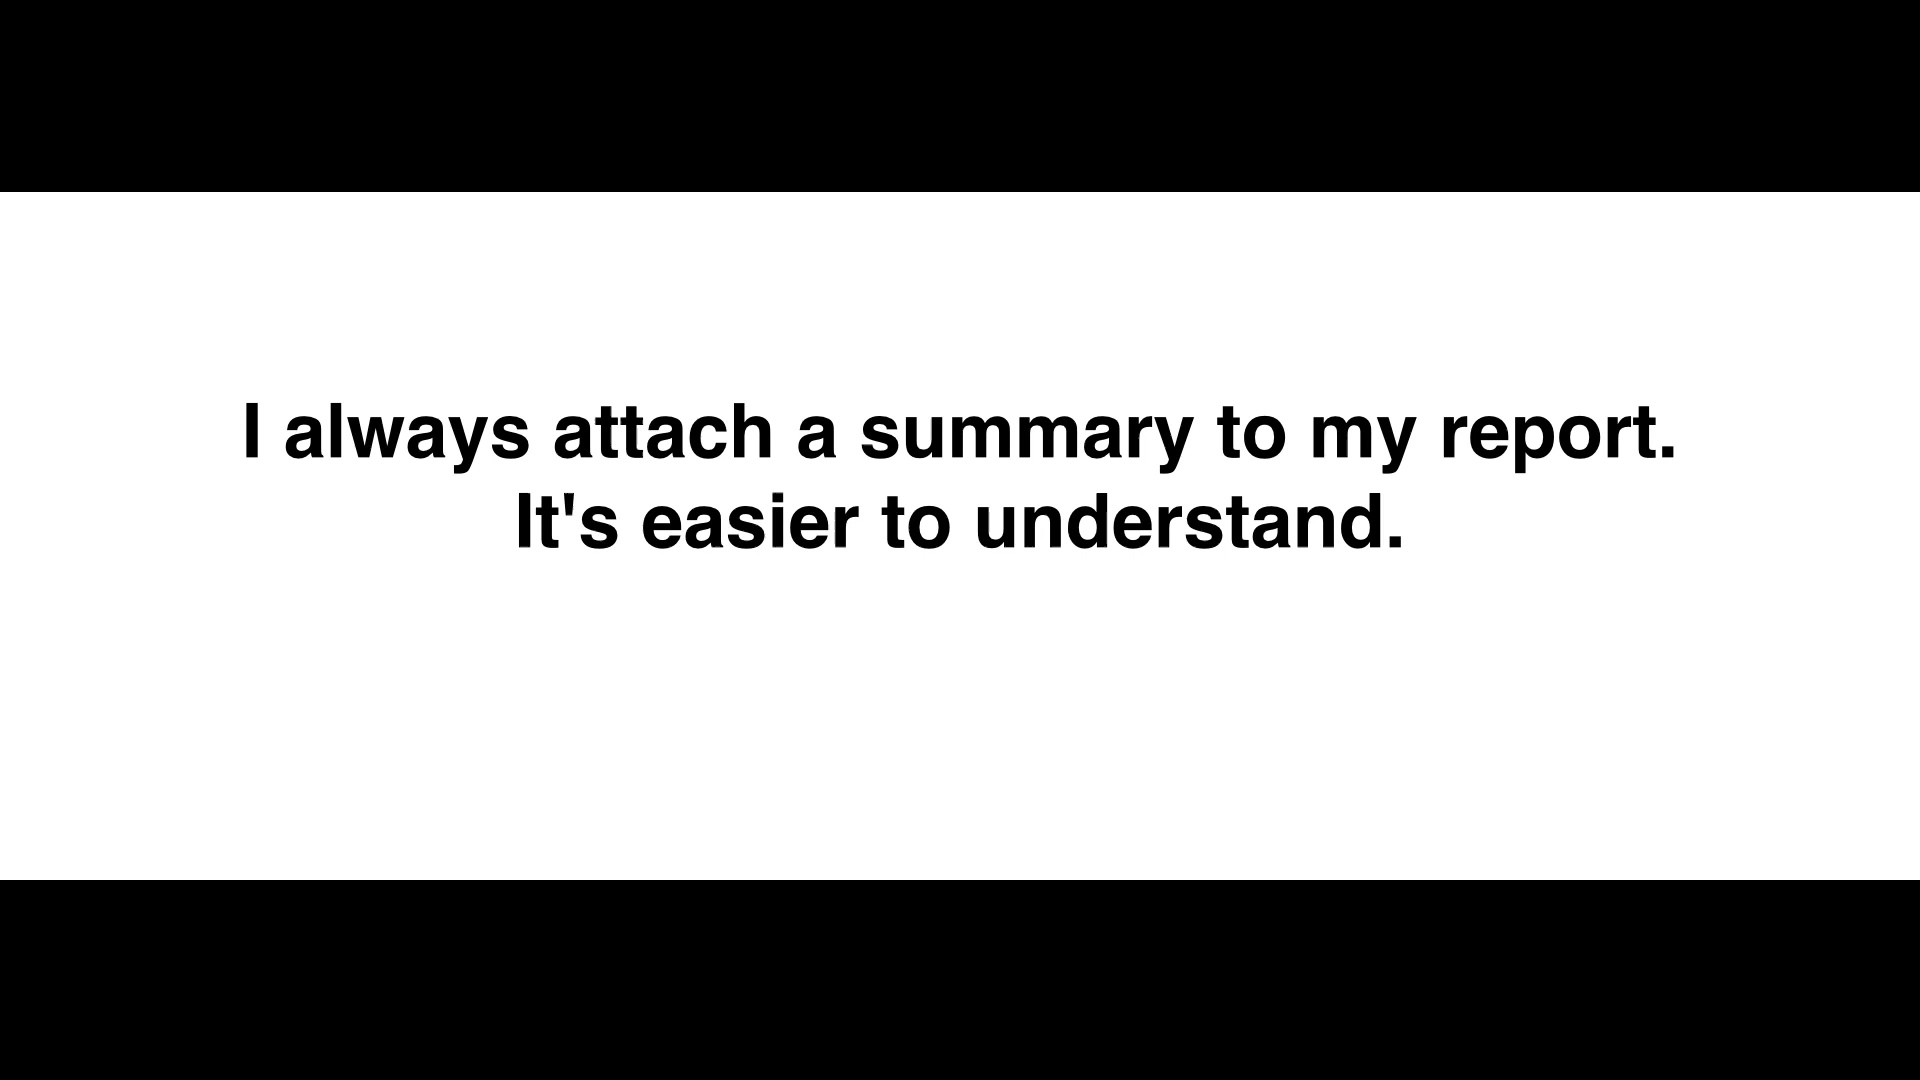 I always attach a summary to my report.
It's easier to understand.